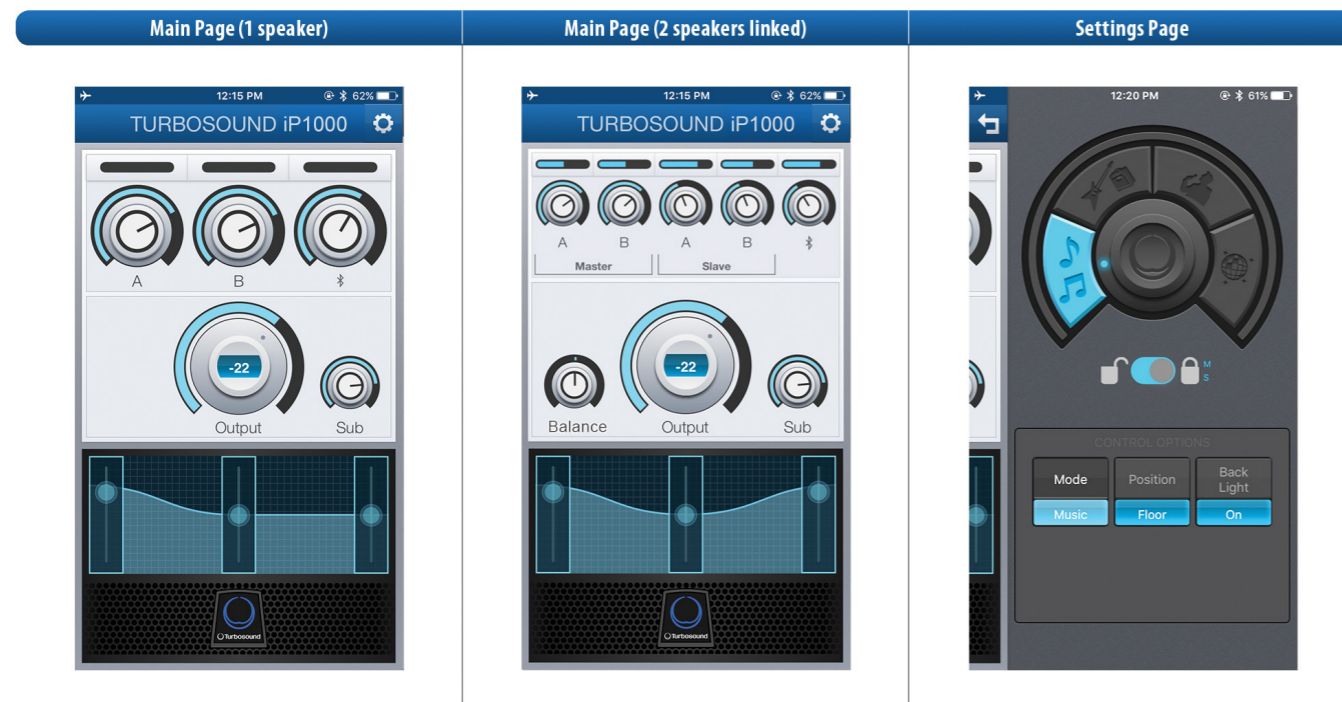 Main Page (1 speaker)
Main Page (2 speakers linked)
Settings Page
12:15 PM
62%
TURBOSOUND iP1000
A
B
-22
Output
Sub
Turbosound
12:15 PM
62%
TURBOSOUND iP1000
A
B
A
B
Master
Slave
-22
Balance
Output
Sub
Turbosound
12:20 PM
61%
M
S
CONTROL OPTIONS
Mode
Position
Back
Light
Music
Floor
On